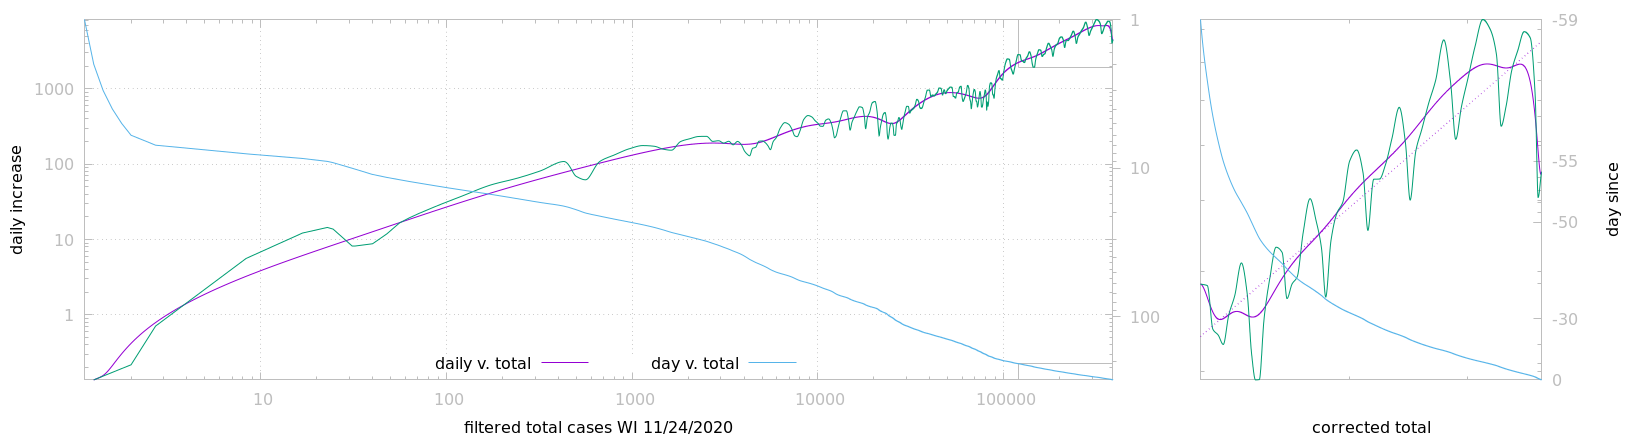 daily increase
1000
100
10
1
1
10
100
daily v. total
day v. total
10
100
1000
10000
100000
filtered total cases WI 11/24/2020
-59
-55
-50
-30
0
day since
corrected total